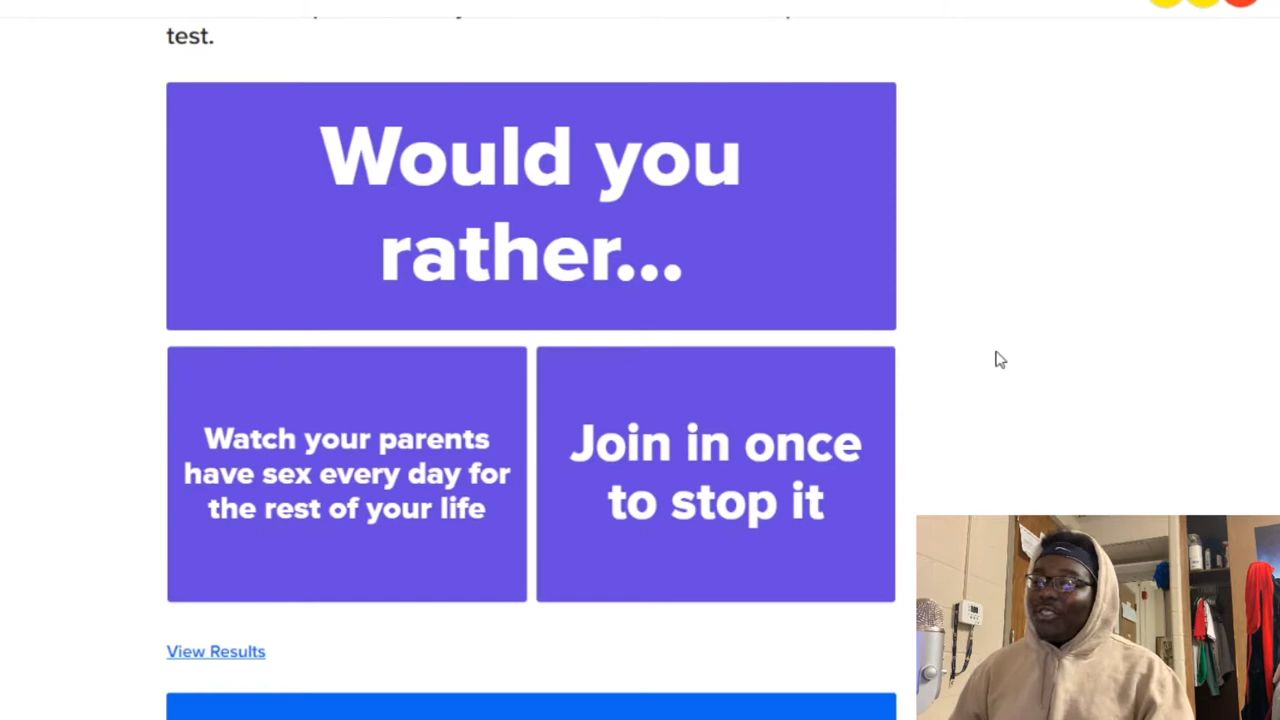 test.
Would you
rather...
Watch your parents
have sex every day for
the rest of your life
Join in once
to stop it
View Results